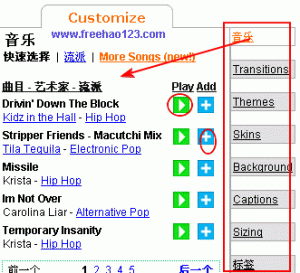 Customize
www.freehao123.com
音乐
快速选择 | 流派 | More Songs (new!)
曲目 - 艺术家 - 流派 Play Add
Drivin' Down The Block
Kidz in the Hall - Hip Hop
Stripper Friends - Macutchi Mix
Tila Tequila - Electronic Pop
Missile
Krista - Hip Hop
Im Not Over
Carolina Liar - Alternative Pop
Temporary Insanity
Krista - Hip Hop
前一个 1 2 3 4 5 后一个
音乐
Transitions
Themes
Skins
Background
Captions
Sizing
标签